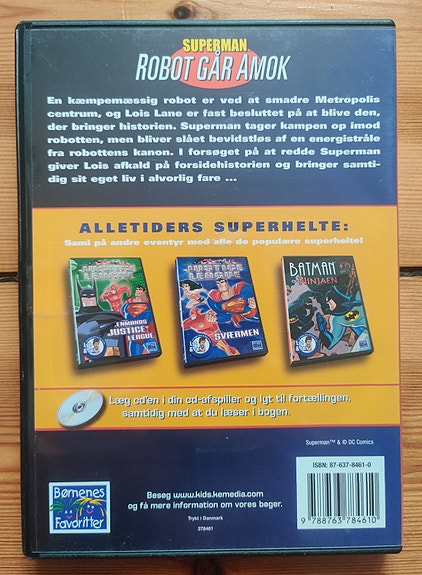 SUPERMAN
ROBOT GÅR AMOK
En kæmpemæssig robot er ved at smadre Metropolis
centrum, og Lois Lane er fast besluttet på at blive den,
der bringer historien. Superman tager kampen op imod
robotten, men bliver slået bevidstløs af en energistråle
fra robottens kanon. I forsøget på at redde Superman
giver Lois afkald på forsidehistorien og bringer samti-
dig sit eget liv i alvorlig fare ...
ALLETIDERS SUPERHELTE:
Saml på andre eventyr med alle de populære superhelte!
JUSTICE LEAGUE
ENMANDS
JUSTICE
LEAGUE
JUSTICE LEAGUE
SVÆRMEN
BATMAN
NINJAEN
Læg cd'en i din cd-afspiller og lyt til fortællingen,
samtidig med at du læser i bogen.
Superman™ & © DC Comics
ISBN: 87-637-8461-0
9 788763 784610
Børnenes
Favoritter
Besøg www.kids.kemedia.com
og få mere information om vores bøger.
Trykt i Danmark
378461